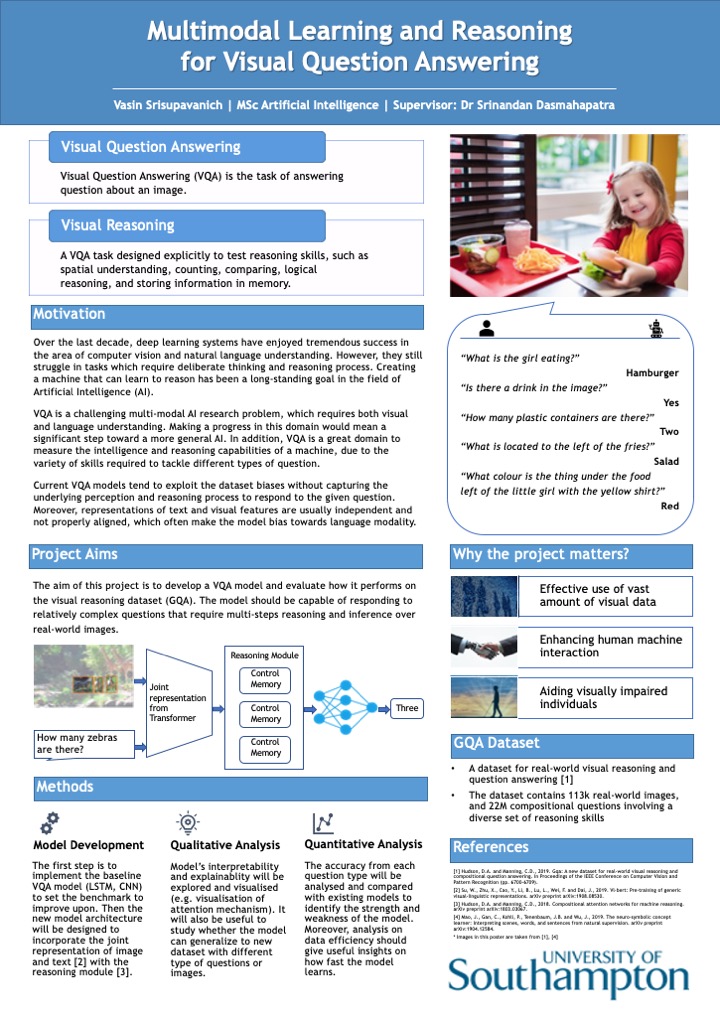 Multimodal Learning and Reasoning
for Visual Question Answering
Vasin Srisupavanich | MSc Artificial Intelligence | Supervisor: Dr Srinandan Dasmahapatra
Visual Question Answering
Visual Question Answering (VQA) is the task of answering
question about an image.
Visual Reasoning
A VQA task designed explicitly to test reasoning skills, such as
spatial understanding, counting, comparing, logical
reasoning, and storing information in memory.
Motivation
Over the last decade, deep learning systems have enjoyed tremendous success in
the area of computer vision and natural language understanding. However, they still
struggle in tasks which require deliberate thinking and reasoning process. Creating
a machine that can learn to reason has been a long-standing goal in the field of
Artificial Intelligence (AI).
VQA is a challenging multi-modal AI research problem, which requires both visual
and language understanding. Making a progress in this domain would mean a
significant step toward a more general AI. In addition, VQA is a great domain to
measure the intelligence and reasoning capabilities of a machine, due to the
variety of skills required to tackle different types of question.
Current VQA models tend to exploit the dataset biases without capturing the
underlying perception and reasoning process to respond to the given question.
Moreover, representations of text and visual features are usually independent and
not properly aligned, which often make the model bias towards language modality.
Project Aims
The aim of this project is to develop a VQA model and evaluate how it performs on
the visual reasoning dataset (GQA). The model should be capable of responding to
relatively complex questions that require multi-steps reasoning and inference over
real-world images.
How many zebras
are there?
Joint
representation
from
Transformer
Reasoning Module
Control
Memory
Control
Memory
Control
Memory
Three
Methods
Model Development
The first step is to
implement the baseline
VQA model (LSTM, CNN)
to set the benchmark to
improve upon. Then the
new model architecture
will be designed to
incorporate the joint
representation of image
and text [2] with the
reasoning module [3].
Qualitative Analysis
Model's interpretability
and explainablity will be
explored and visualised
(e.g. visualisation of
attention mechanism). It
will also be useful to
study whether the model
can generalize to new
dataset with different
type of questions or
images.
Quantitative Analysis
The accuracy from each
question type will be
analysed and compared
with existing models to
identify the strength and
weakness of the model.
Moreover, analysis on
data efficiency should
give useful insights on
how fast the model
learns.
"What is the girl eating?"
Hamburger
"Is there a drink in the image?"
Yes
"How many plastic containers are there?"
Two
"What is located to the left of the fries?"
Salad
"What colour is the thing under the food
left of the little girl with the yellow shirt?"
Red
Why the project matters?
Effective use of vast
amount of visual data
Enhancing human machine
interaction
Aiding visually impaired
individuals
GQA Dataset
• A dataset for real-world visual reasoning and
question answering [1]
• The dataset contains 113k real-world images,
and 22M compositional questions involving a
diverse set of reasoning skills
References
[1] Hudson, D.A. and Manning, C.D., 2019. Gqa: A new dataset for real-world visual reasoning and
compositional question answering. In Proceedings of the IEEE Conference on Computer Vision and
Pattern Recognition (pp. 6700-6709).
[2] Su, W., Zhu, X., Cao, Y., Li, B., Lu, L., Wei, F. and Dai, J., 2019. Vl-bert: Pre-training of generic
visual-linguistic representations. arXiv preprint arXiv:1908.08530.
[3] Hudson, D.A. and Manning, C.D., 2018. Compositional attention networks for machine reasoning.
arXiv preprint arXiv:1803.03067.
[4] Mao, J., Gan, C., Kohli, P., Tenenbaum, J.B. and Wu, J., 2019. The neuro-symbolic concept
learner: Interpreting scenes, words, and sentences from natural supervision. arXiv preprint
arXiv:1904.12584.
* Images in this poster are taken from [1], [4]
UNIVERSITY OF
Southampton